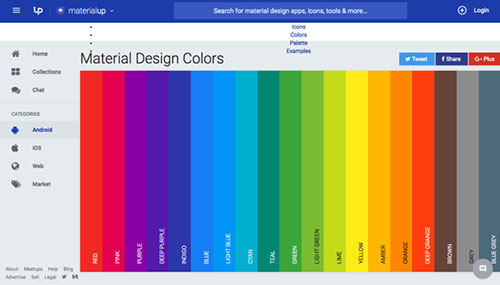 up
materialup
Search for material design apps, icons, tools & more...
Login
Icons
Colors
Palette
Examples
Home
Collections
Chat
CATEGORIES
Android
iOS
Web
Market
About Meetups Help Blog
Advertise Sell Legal
Material Design Colors
Tweet
Share
G+ Plus
RED
PINK
PURPLE
DEEP PURPLE
INDIGO
BLUE
LIGHT BLUE
CYAN
TEAL
GREEN
LIGHT GREEN
LIME
YELLOW
AMBER
ORANGE
DEEP ORANGE
BROWN
GREY
BLUE GREY